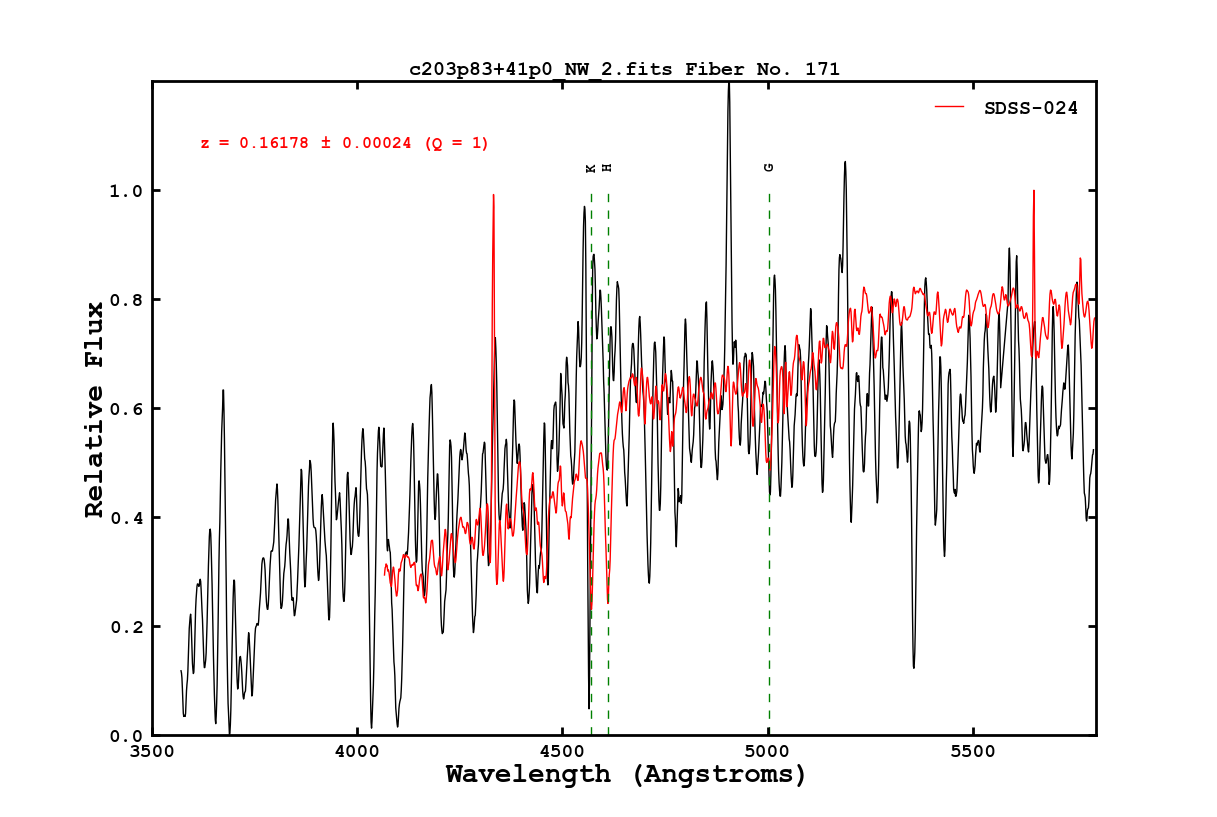 c203p83+41p0_NW_2.fits Fiber No. 171
SDSS-024
z = 0.16178 ± 0.00024 (Q = 1)
K H G
1.0
0.8
0.6
0.4
0.2
0.0
Relative Flux
3500 4000 4500 5000 5500
Wavelength (Angstroms)